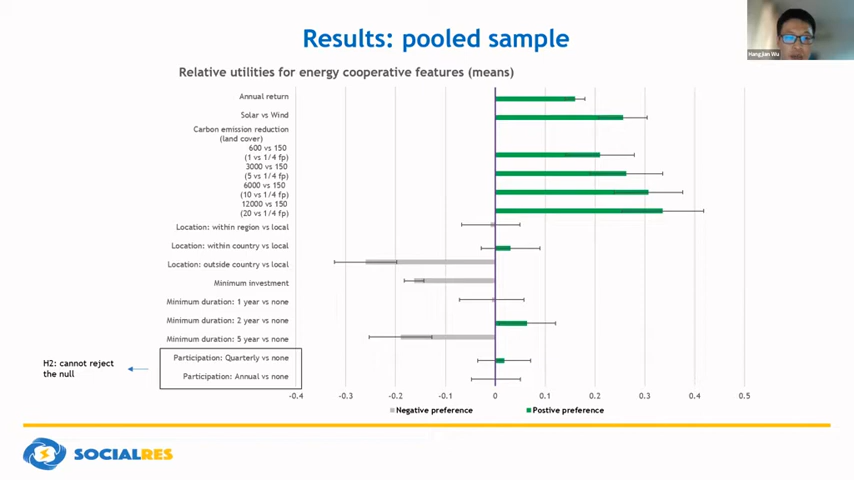 Results: pooled sample
Hangjian Wu
Relative utilities for energy cooperative features (means)
Annual return
Solar vs Wind
Carbon emission reduction
(land cover)
600 vs 150
(1 vs 1/4 fp)
3000 vs 150
(5 vs 1/4 fp)
6000 vs 150
(10 vs 1/4 fp)
12000 vs 150
(20 vs 1/4 fp)
Location: within region vs local
Location: within country vs local
Location: outside country vs local
Minimum investment
Minimum duration: 1 year vs none
Minimum duration: 2 year vs none
Minimum duration: 5 year vs none
H2: cannot reject
the null
Participation: Quarterly vs none
Participation: Annual vs none
-0.4 -0.3 -0.2 -0.1 0 0.1 0.2 0.3 0.4 0.5
Negative preference Postive preference
SOCIALRES